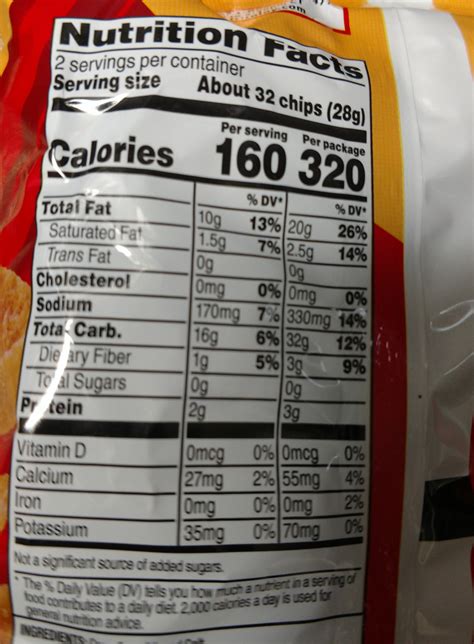 Nutrition Facts
2 servings per container
Serving size About 32 chips (28g)
Per serving Per package
Calories 160 320
% DV* % DV*
Total Fat 10g 13% 20g 26%
Saturated Fat 1.5g 7% 2.5g 14%
Trans Fat 0g 0g
Cholesterol 0mg 0% 0mg 0%
Sodium 170mg 7% 330mg 14%
Total Carb. 16g 6% 32g 12%
Dietary Fiber 1g 5% 3g 9%
Total Sugars 0g 0g
Protein 2g 3g
Vitamin D 0mcg 0% 0mcg 0%
Calcium 27mg 2% 55mg 4%
Iron 0mg 0% 0mg 2%
Potassium 35mg 0% 70mg 0%
Not a significant source of added sugars.
* The % Daily Value (DV) tells you how much a nutrient in a serving of
food contributes to a daily diet. 2,000 calories a day is used for
general nutrition advice.
INGREDIENTS: